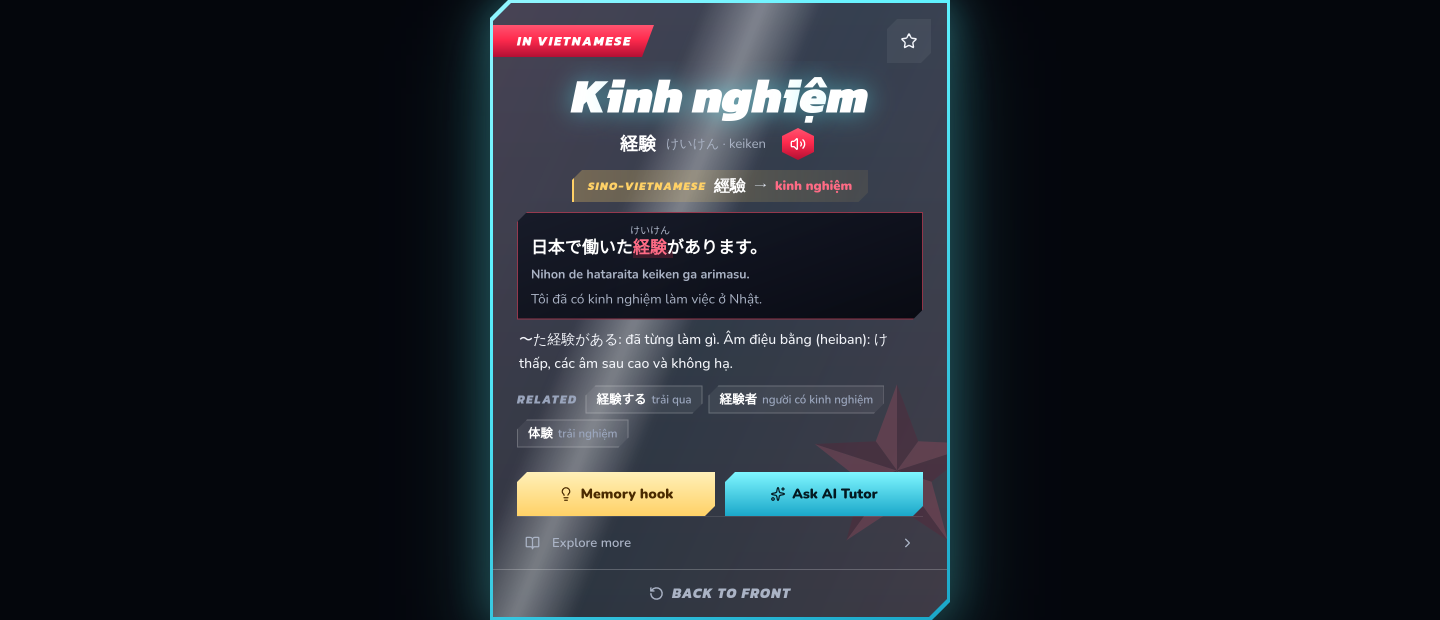 IN VIETNAMESE
Kinh nghiệm
経験 けいけん · keiken
SINO-VIETNAMESE 經驗 → kinh nghiệm
けいけん
日本で働いた経験があります。
Nihon de hataraita keiken ga arimasu.
Tôi đã có kinh nghiệm làm việc ở Nhật.
〜た経験がある: đã từng làm gì. Âm điệu bằng (heiban): け
thấp, các âm sau cao và không hạ.
RELATED 経験する trải qua 経験者 người có kinh nghiệm
体験 trải nghiệm
Memory hook Ask AI Tutor
Explore more
BACK TO FRONT